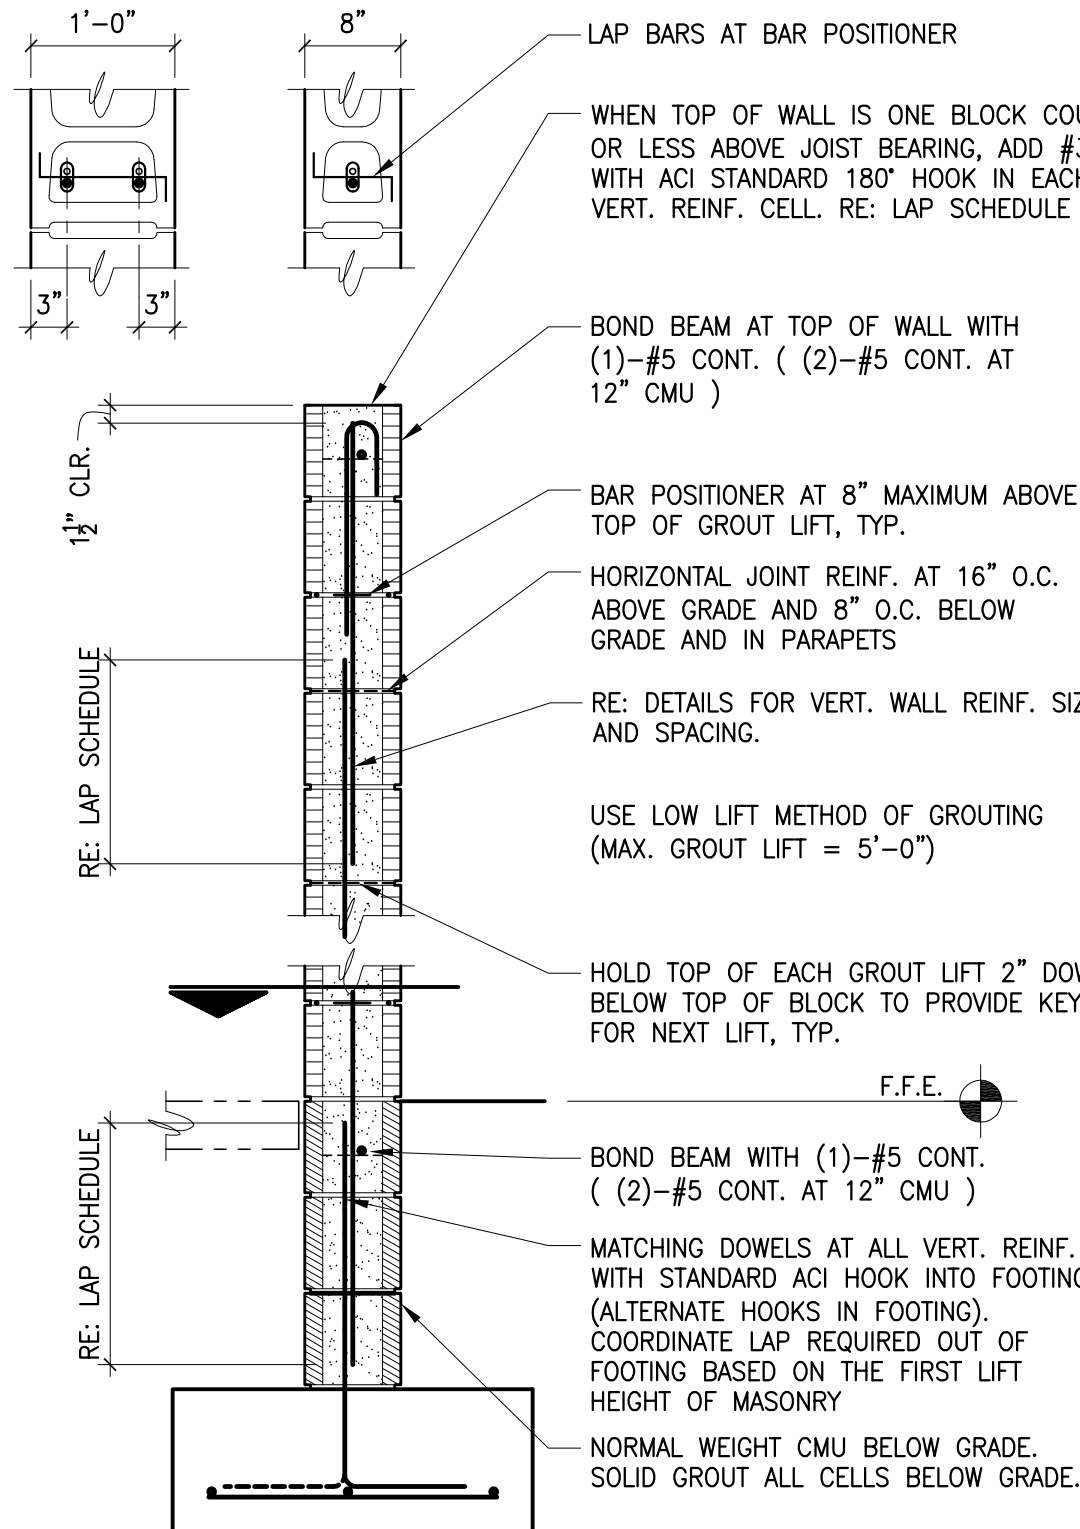 1'-0"
8"
LAP BARS AT BAR POSITIONER
WHEN TOP OF WALL IS ONE BLOCK
OR LESS ABOVE JOIST BEARING, ADD
WITH ACI STANDARD 180° HOOK IN EACH
VERT. REINF. CELL. RE: LAP SCHEDULE
3"
3"
BOND BEAM AT TOP OF WALL WITH
(1)-#5 CONT. ( (2)-#5 CONT. AT
12" CMU )
1½" CLR.
BAR POSITIONER AT 8" MAXIMUM ABOVE
TOP OF GROUT LIFT, TYP.
HORIZONTAL JOINT REINF. AT 16" O.C.
ABOVE GRADE AND 8" O.C. BELOW
GRADE AND IN PARAPETS
RE: LAP SCHEDULE
RE: DETAILS FOR VERT. WALL REINF.
AND SPACING.
USE LOW LIFT METHOD OF GROUTING
(MAX. GROUT LIFT = 5'-0")
HOLD TOP OF EACH GROUT LIFT 2"
BELOW TOP OF BLOCK TO PROVIDE KEY
FOR NEXT LIFT, TYP.
F.F.E.
RE: LAP SCHEDULE
BOND BEAM WITH (1)-#5 CONT.
( (2)-#5 CONT. AT 12" CMU )
MATCHING DOWELS AT ALL VERT. REINF.
WITH STANDARD ACI HOOK INTO FOOTING
(ALTERNATE HOOKS IN FOOTING).
COORDINATE LAP REQUIRED OUT OF
FOOTING BASED ON THE FIRST LIFT
HEIGHT OF MASONRY
NORMAL WEIGHT CMU BELOW GRADE.
SOLID GROUT ALL CELLS BELOW GRADE.